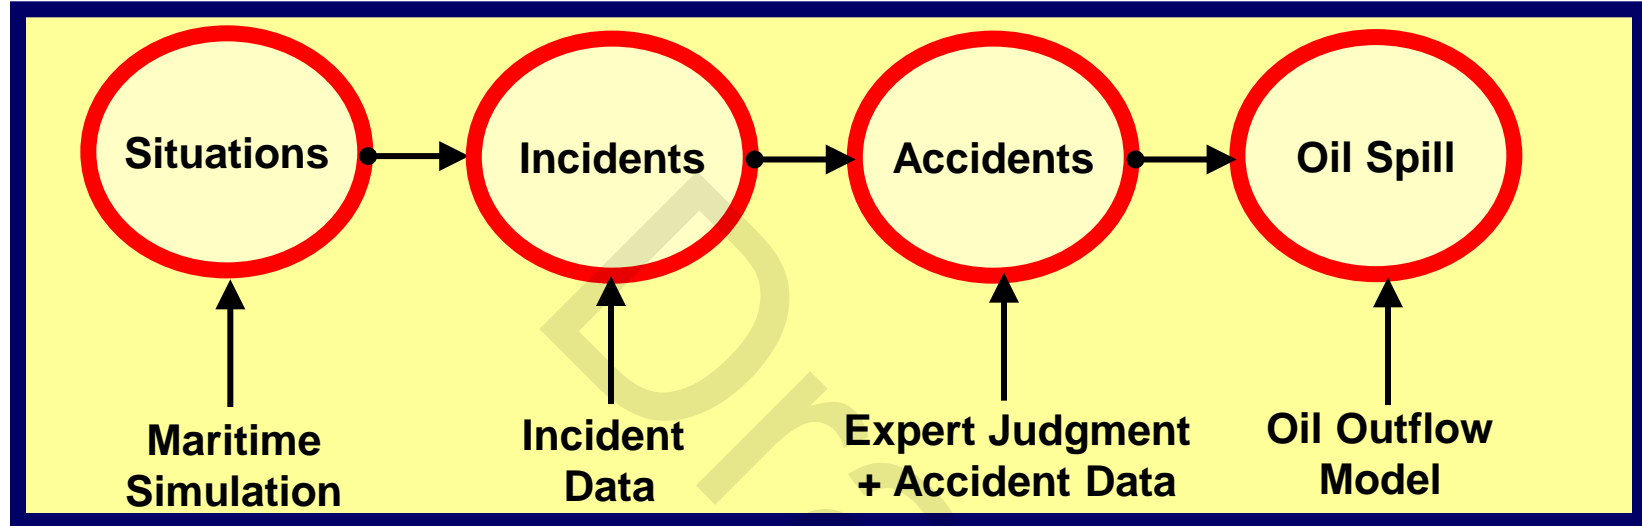 Situations
Incidents
Accidents
Oil Spill
Maritime
Simulation
Incident
Data
Expert Judgment
+ Accident Data
Oil Outflow
Model